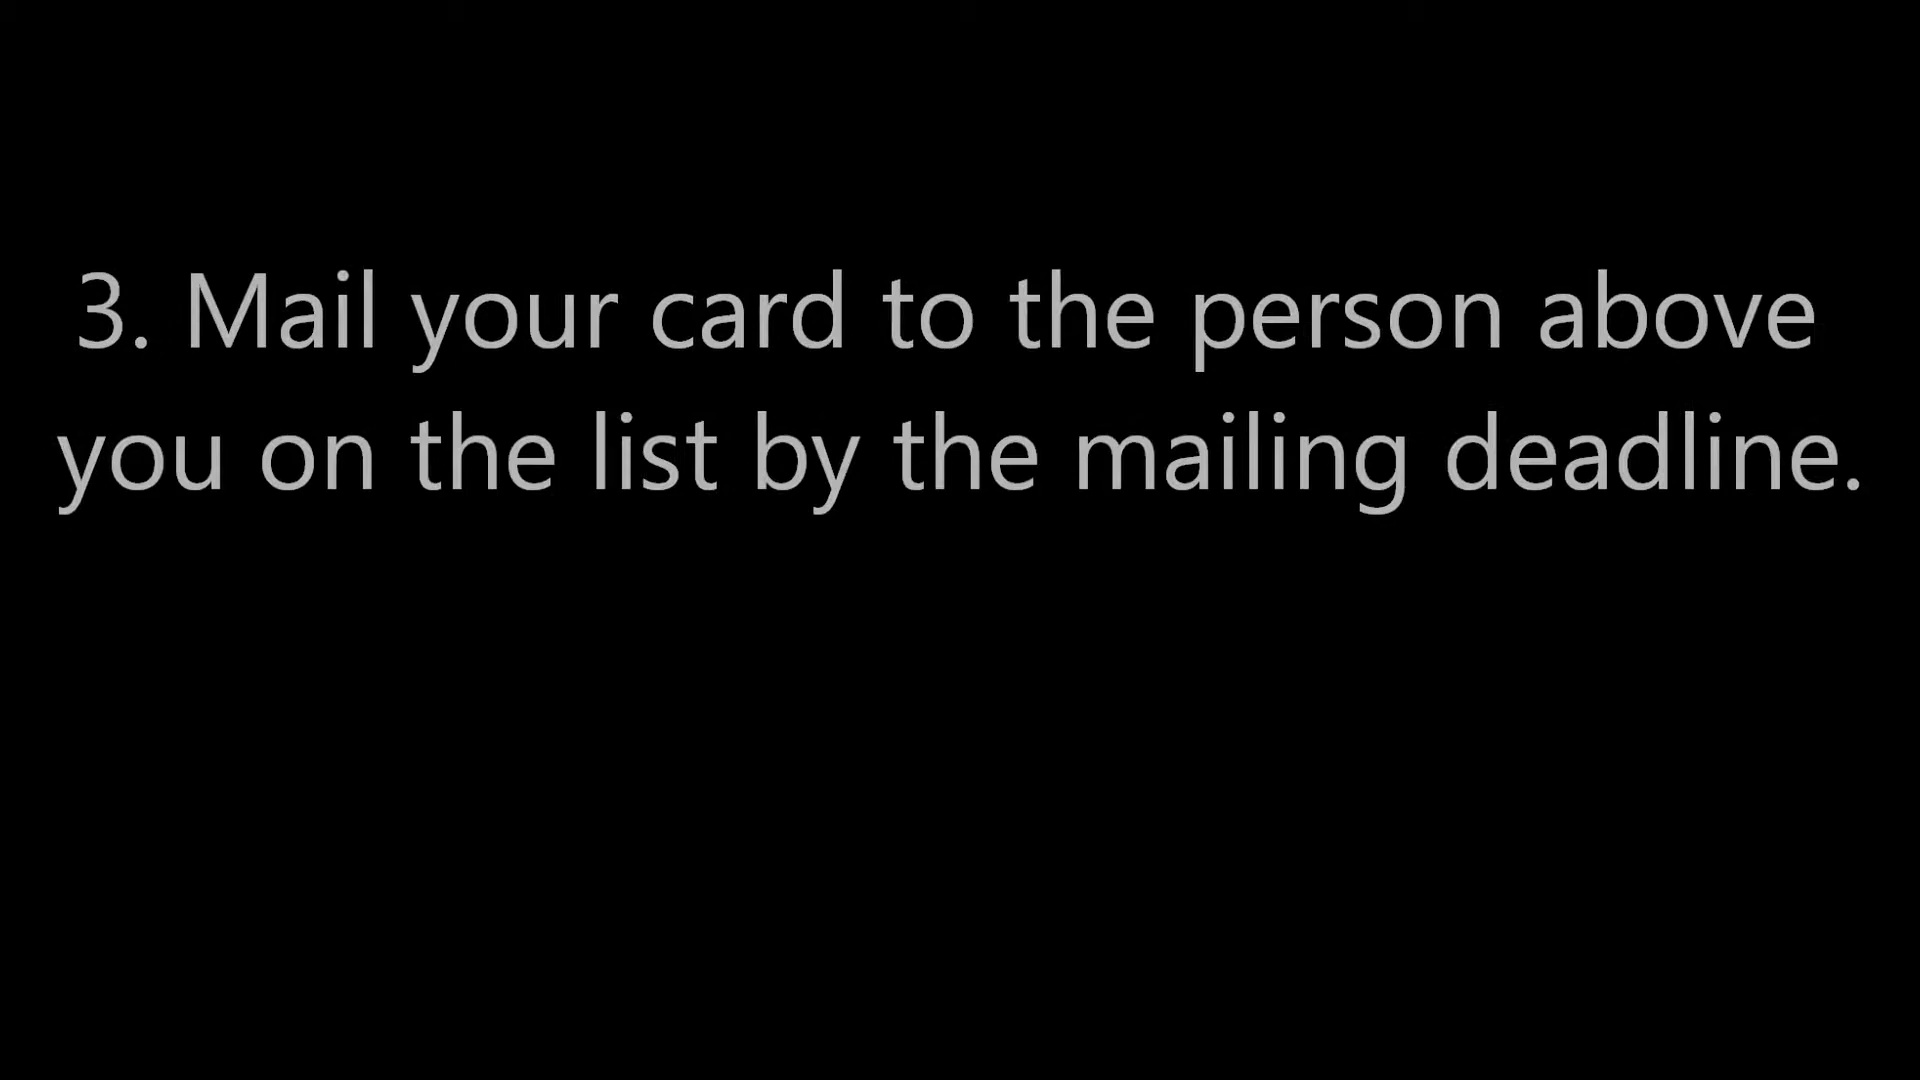 3. Mail your card to the person above
you on the list by the mailing deadline.